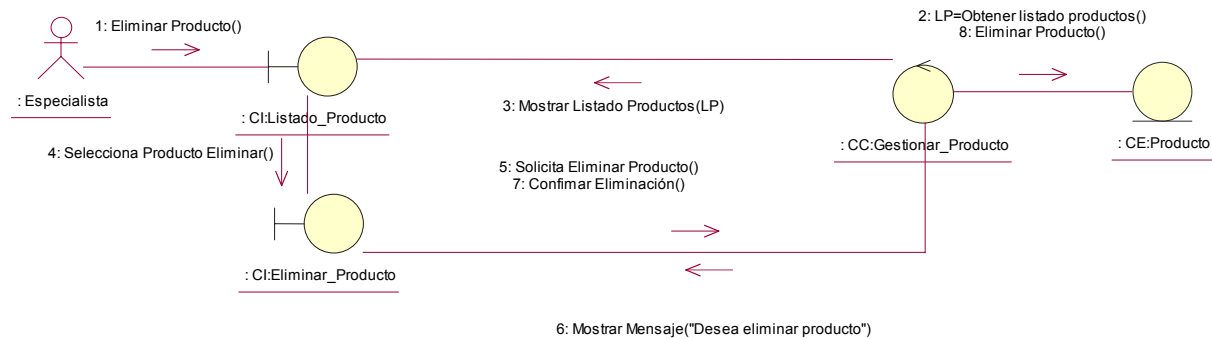 1: Eliminar Producto()
2: LP=Obtener listado productos()
8: Eliminar Producto()
: Especialista
: CI:Listado_Producto
3: Mostrar Listado Productos(LP)
: CC:Gestionar_Producto
: CE:Producto
4: Selecciona Producto Eliminar()
5: Solicita Eliminar Producto()
7: Confimar Eliminación()
: CI:Eliminar_Producto
6: Mostrar Mensaje("Desea eliminar producto")